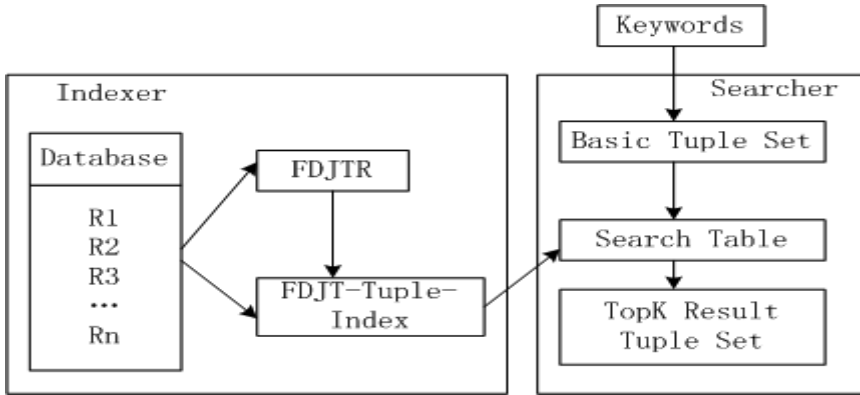 Keywords
Indexer
Searcher
Database
R1
R2
R3
...
Rn
FDJTR
FDJT-Tuple-
Index
Basic Tuple Set
Search Table
TopK Result
Tuple Set